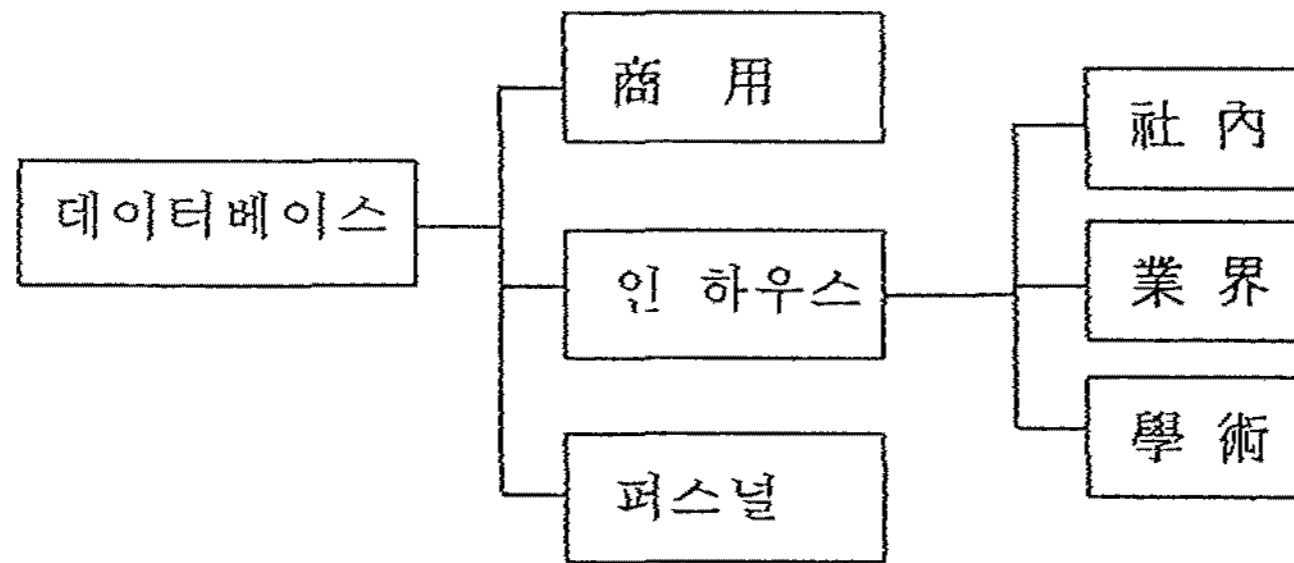 데이터베이스
商 用
인 하우스
퍼스널
社 內
業 界
學 術